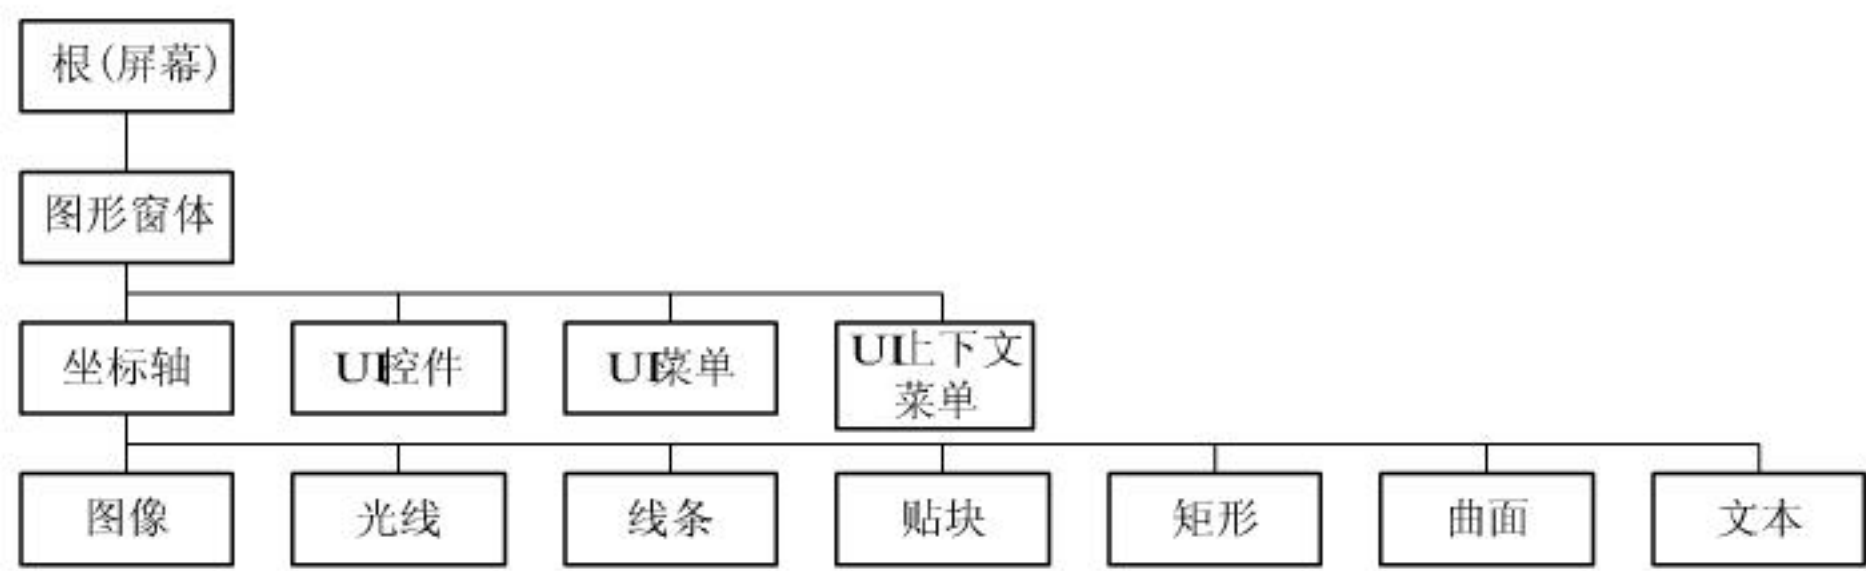 根(屏幕)
图形窗体
坐标轴
UI控件
UI菜单
UI上下文
菜单
图像
光线
线条
贴块
矩形
曲面
文本